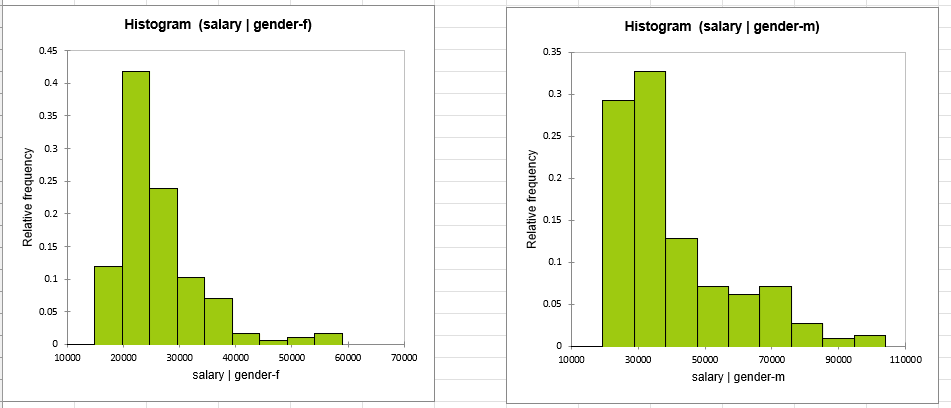 Histogram (salary | gender-f)
0.45
0.4
0.35
0.3
0.25
0.2
0.15
0.1
0.05
0
Relative frequency
10000 20000 30000 40000 50000 60000 70000
salary | gender-f
Histogram (salary | gender-m)
0.35
0.3
0.25
0.2
0.15
0.1
0.05
0
Relative frequency
10000 30000 50000 70000 90000 110000
salary | gender-m